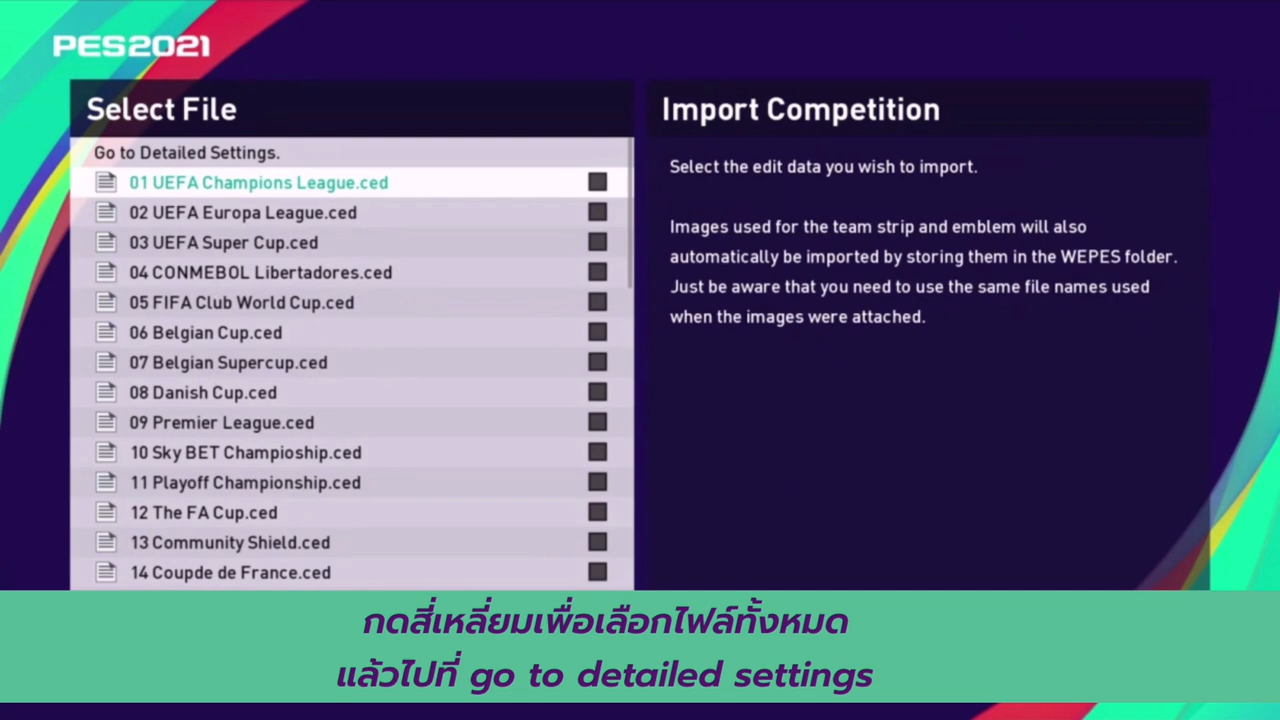 PES2021
Select File
Go to Detailed Settings.
01 UEFA Champions League.ced
02 UEFA Europa League.ced
03 UEFA Super Cup.ced
04 CONMEBOL Libertadores.ced
05 FIFA Club World Cup.ced
06 Belgian Cup.ced
07 Belgian Supercup.ced
08 Danish Cup.ced
09 Premier League.ced
10 Sky BET Champioship.ced
11 Playoff Championship.ced
12 The FA Cup.ced
13 Community Shield.ced
14 Coupde de France.ced
Import Competition
Select the edit data you wish to import.
Images used for the team strip and emblem will also
automatically be imported by storing them in the WEPES folder.
Just be aware that you need to use the same file names used
when the images were attached.
กดสี่เหลี่ยมเพื่อเลือกไฟล์ทั้งหมด
แล้วไปที่ go to detailed settings